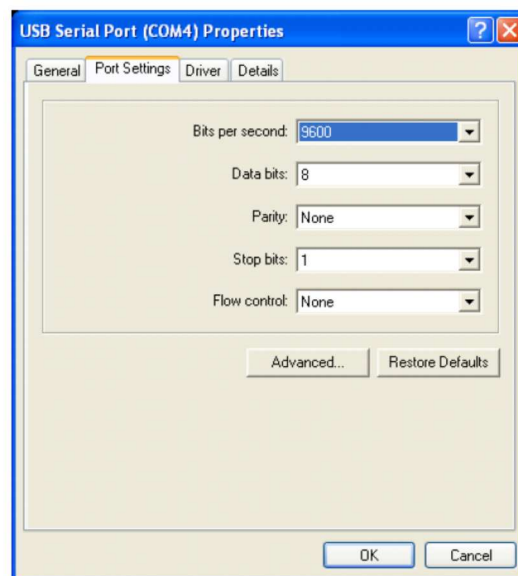 USB Serial Port (COM4) Properties
General Port Settings Driver Details
Bits per second: 9600
Data bits: 8
Parity: None
Stop bits: 1
Flow control: None
Advanced... Restore Defaults
OK Cancel